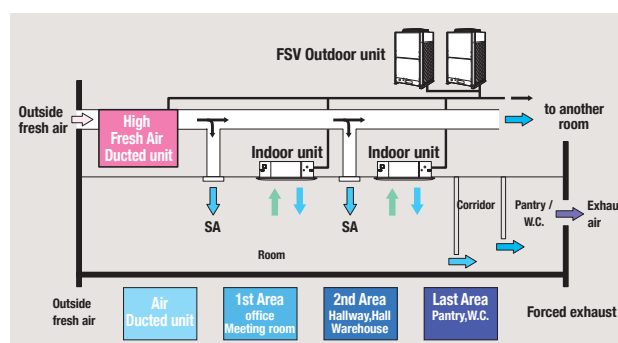 FSV Outdoor unit
Outside
fresh air
High
Fresh Air
Ducted unit
to another
room
Indoor unit
Indoor unit
SA
SA
Corridor
Pantry /
W.C.
Exhau
air
Room
Outside
fresh air
Air
Ducted unit
1st Area
office
Meeting room
2nd Area
Hallway,Hall
Warehouse
Last Area
Pantry,W.C.
Forced exhaust